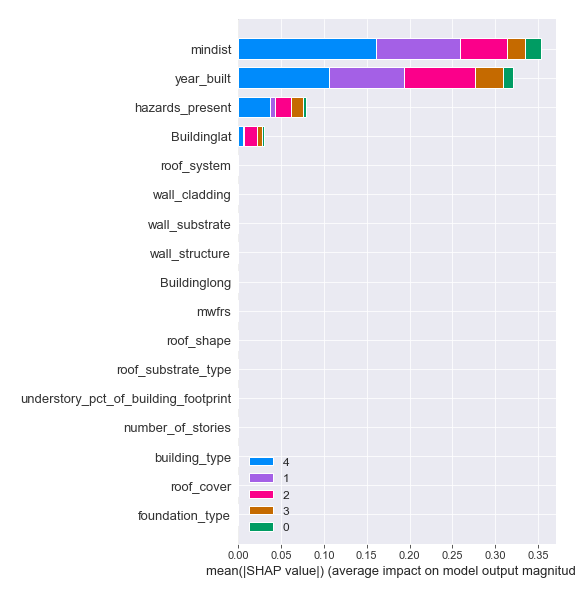 mindist
year_built
hazards_present
Buildinglat
roof_system
wall_cladding
wall_substrate
wall_structure
Buildinglong
mwfrs
roof_shape
roof_substrate_type
understory_pct_of_building_footprint
number_of_stories
building_type
roof_cover
foundation_type
4
1
2
3
0
0.00 0.05 0.10 0.15 0.20 0.25 0.30 0.35
mean(|SHAP value|) (average impact on model output magnitud